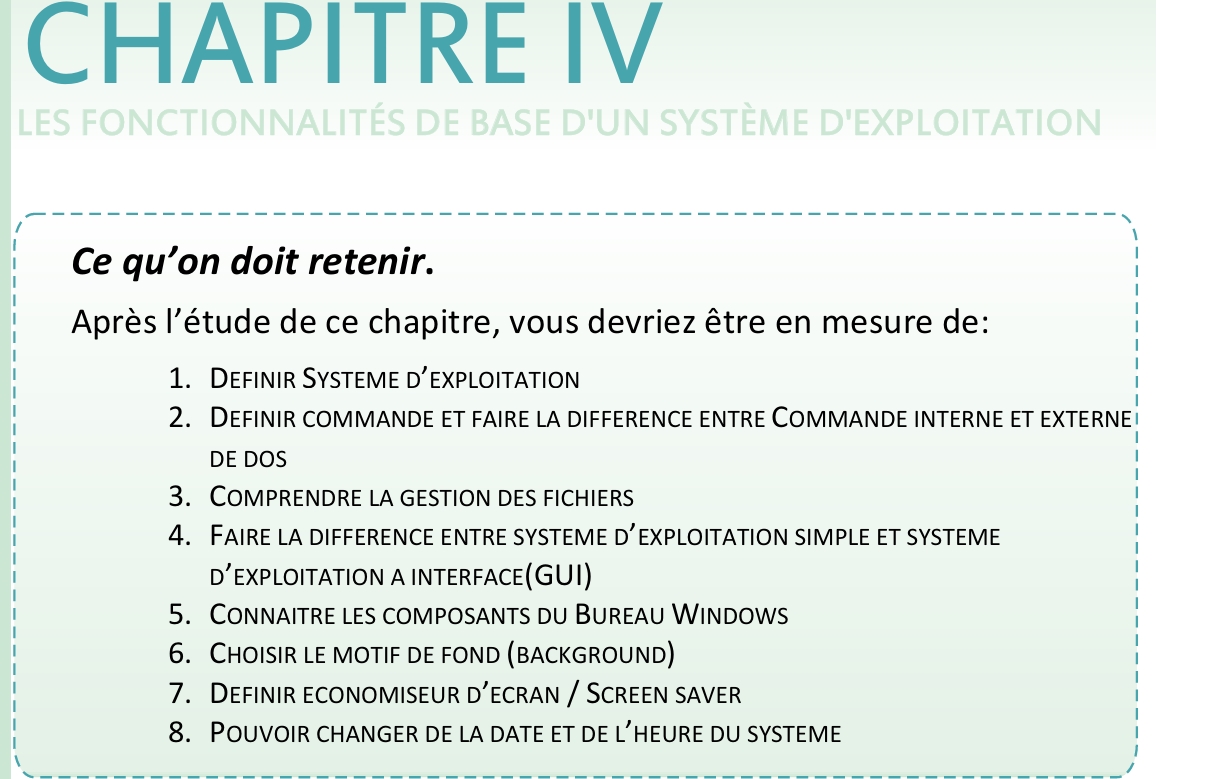 CHAPITRE IV
LES FONCTIONNALITÉS DE BASE D'UN SYSTÈME D'EXPLOITATION
Ce qu’on doit retenir.
Après l’étude de ce chapitre, vous devriez être en mesure de:
1. DEFINIR SYSTEME D’EXPLOITATION
2. DEFINIR COMMANDE ET FAIRE LA DIFFERENCE ENTRE COMMANDE INTERNE ET EXTERNE
DE DOS
3. COMPRENDRE LA GESTION DES FICHIERS
4. FAIRE LA DIFFERENCE ENTRE SYSTEME D’EXPLOITATION SIMPLE ET SYSTEME
D’EXPLOITATION A INTERFACE(GUI)
5. CONNAITRE LES COMPOSANTS DU BUREAU WINDOWS
6. CHOISIR LE MOTIF DE FOND (BACKGROUND)
7. DEFINIR ECONOMISEUR D’ECRAN / SCREEN SAVER
8. POUVOIR CHANGER DE LA DATE ET DE L’HEURE DU SYSTEME